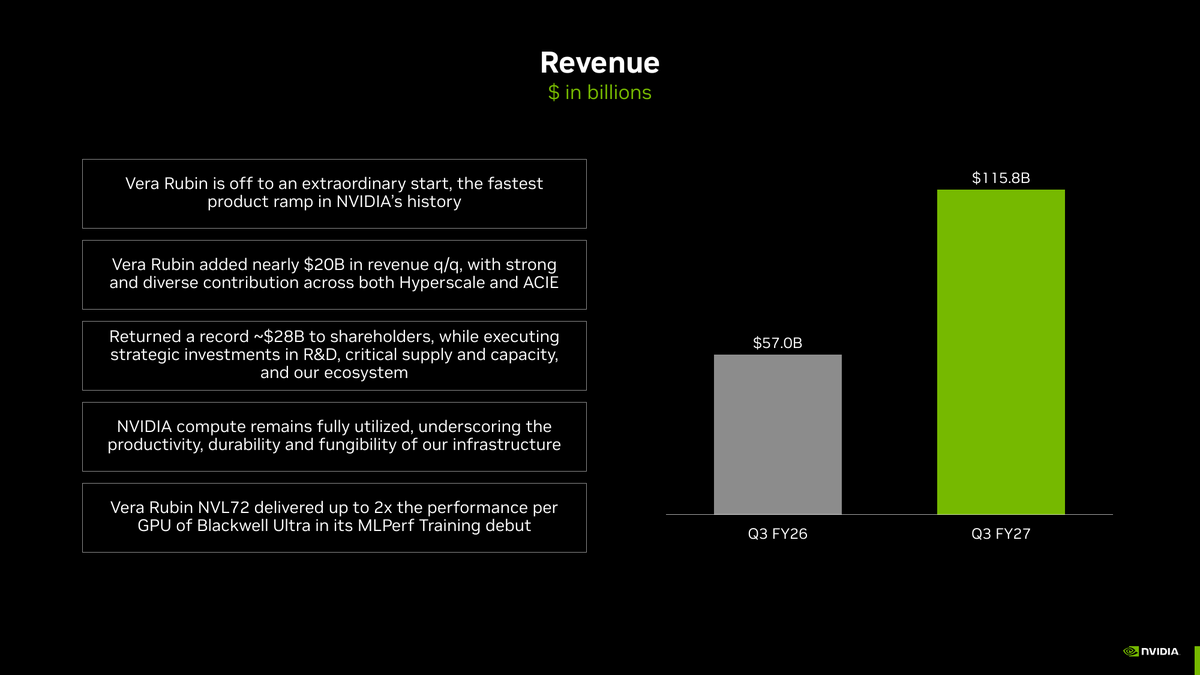 Revenue
$ in billions
Vera Rubin is off to an extraordinary start, the fastest
product ramp in NVIDIA's history
Vera Rubin added nearly $20B in revenue q/q, with strong
and diverse contribution across both Hyperscale and ACIE
Returned a record ~$28B to shareholders, while executing
strategic investments in R&D, critical supply and capacity,
and our ecosystem
NVIDIA compute remains fully utilized, underscoring the
productivity, durability and fungibility of our infrastructure
Vera Rubin NVL72 delivered up to 2x the performance per
GPU of Blackwell Ultra in its MLPerf Training debut
$57.0B
$115.8B
Q3 FY26
Q3 FY27
NVIDIA